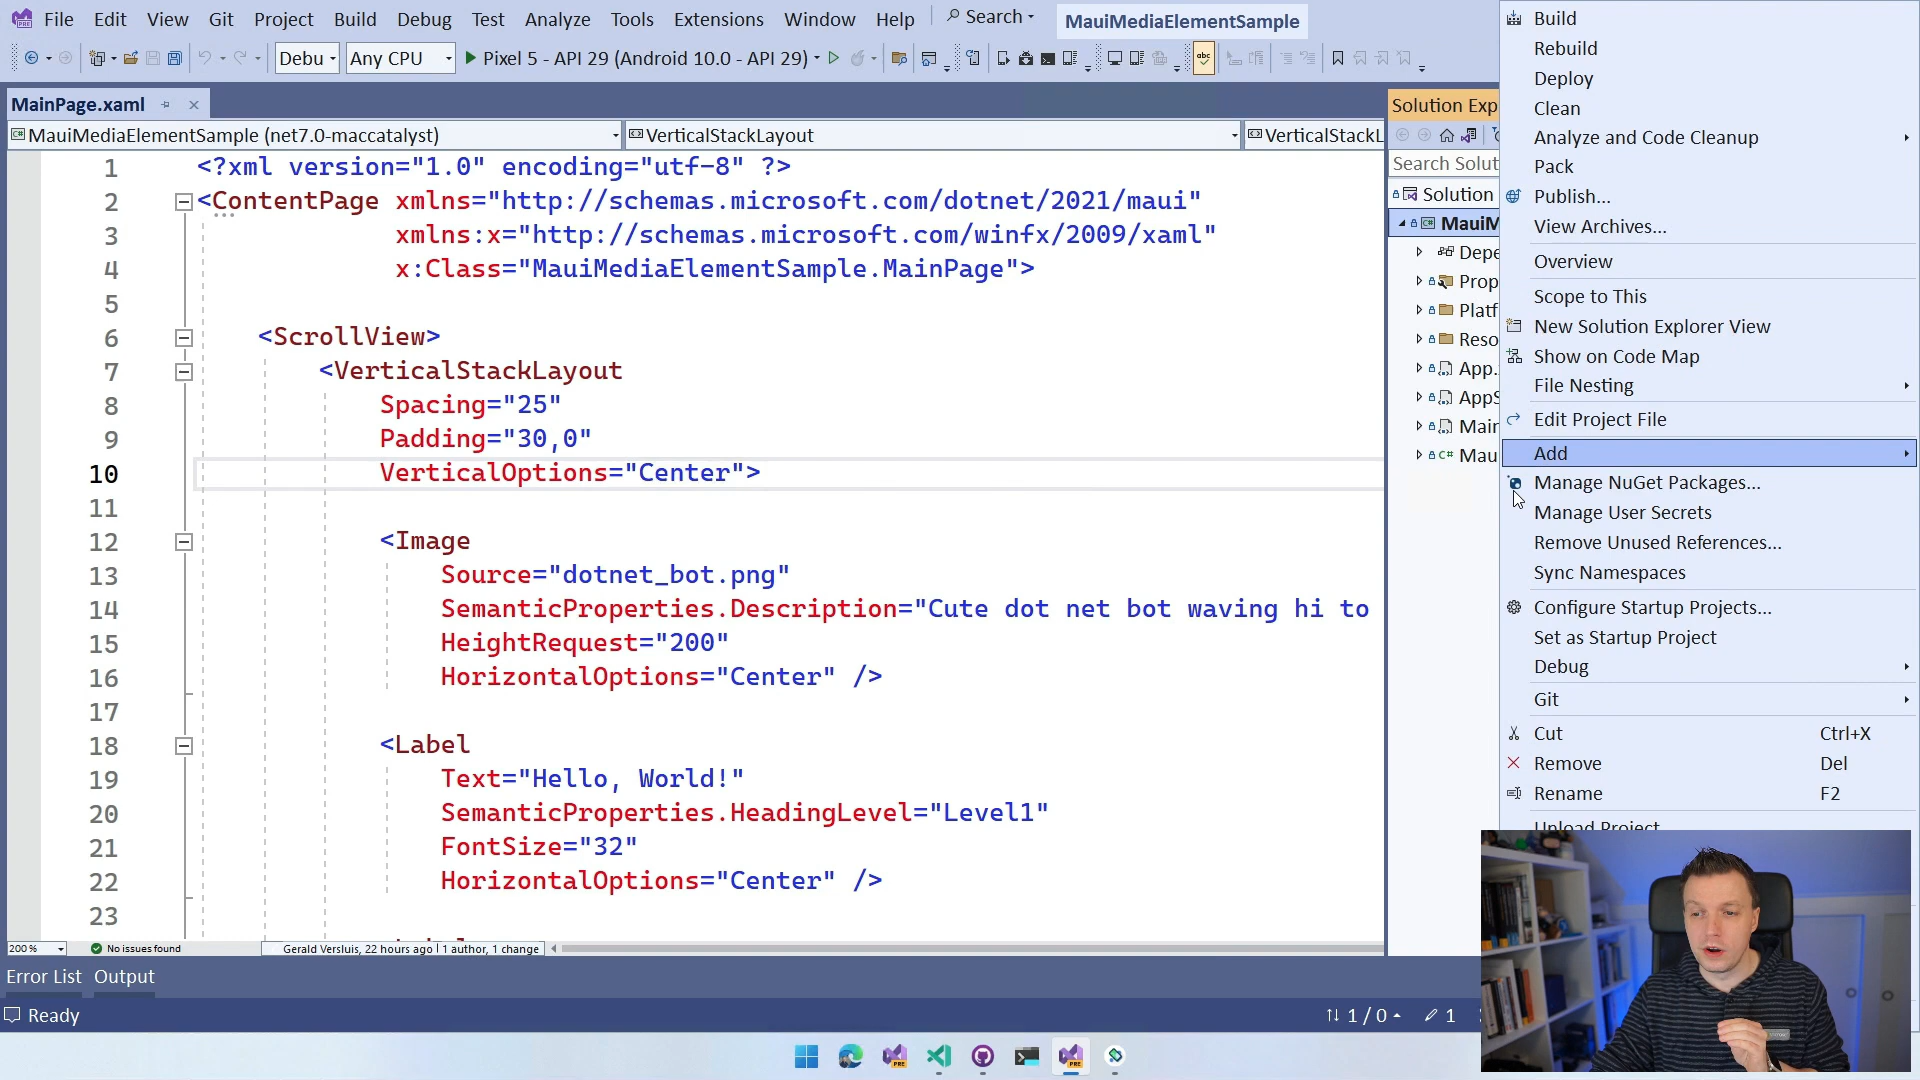 File Edit View Git Project Build Debug Test Analyze Tools Extensions Window Help Search MauiMediaElementSample
Debu Any CPU Pixel 5 - API 29 (Android 10.0 - API 29)
MainPage.xaml
MauiMediaElementSample (net7.0-maccatalyst) VerticalStackLayout VerticalStackL
1 <?xml version="1.0" encoding="utf-8" ?>
2 <ContentPage xmlns="http://schemas.microsoft.com/dotnet/2021/maui"
3 xmlns:x="http://schemas.microsoft.com/winfx/2009/xaml"
4 x:Class="MauiMediaElementSample.MainPage">
5
6 <ScrollView>
7 <VerticalStackLayout
8 Spacing="25"
9 Padding="30,0"
10 VerticalOptions="Center">
11
12 <Image
13 Source="dotnet_bot.png"
14 SemanticProperties.Description="Cute dot net bot waving hi to
15 HeightRequest="200"
16 HorizontalOptions="Center" />
17
18 <Label
19 Text="Hello, World!"
20 SemanticProperties.HeadingLevel="Level1"
21 FontSize="32"
22 HorizontalOptions="Center" />
23
200 % No issues found Gerald Versluis, 22 hours ago | 1 author, 1 change
Error List Output
Ready 1 / 0 1
Solution Exp
Search Solut
Solution
MauiM
Depe
Prop
Platf
Reso
App.
AppS
Main
Mau
Build
Rebuild
Deploy
Clean
Analyze and Code Cleanup
Pack
Publish...
View Archives...
Overview
Scope to This
New Solution Explorer View
Show on Code Map
File Nesting
Edit Project File
Add
Manage NuGet Packages...
Manage User Secrets
Remove Unused References...
Sync Namespaces
Configure Startup Projects...
Set as Startup Project
Debug
Git
Cut Ctrl+X
Remove Del
Rename F2
Unload Project